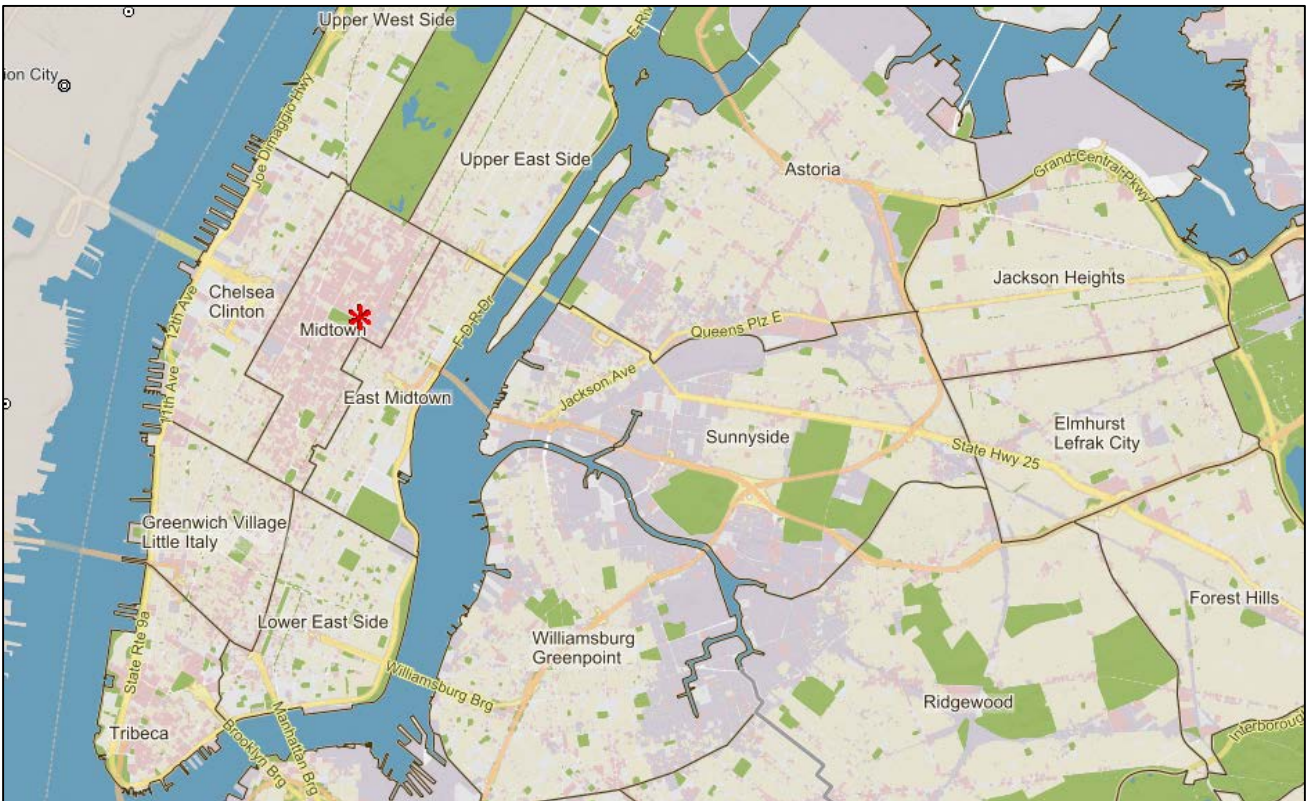 Upper West Side
E Riv
ion City
Joe Dimaggio Hwy
Upper East Side
Astoria
Grand Central Pkwy
Jackson Heights
Chelsea
Clinton
12th Ave
F D R Dr
Midtown
Queens Plz E
11th Ave
East Midtown
Jackson Ave
Sunnyside
Elmhurst
Lefrak City
State Hwy 25
Greenwich Village
Little Italy
Forest Hills
State Rte 9a
Lower East Side
Williamsburg
Greenpoint
Williamsburg Brg
Ridgewood
Tribeca
Brooklyn Brg
Manhattan Brg
Interboroug